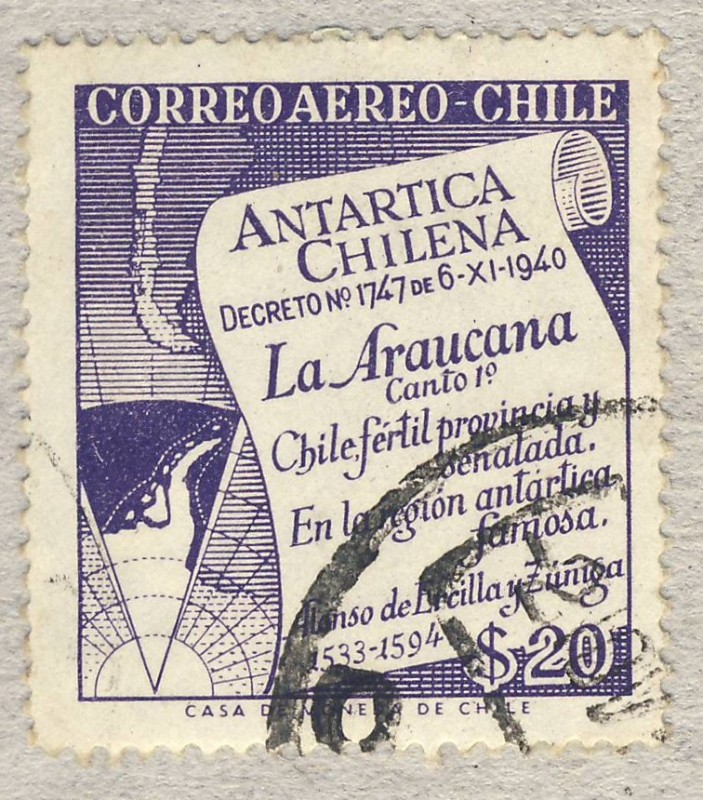 CORREO AEREO - CHILE
ANTARTICA
CHILENA
DECRETO Nº 1747 DE 6-XI-1940
La Araucana
Canto 1º
Chile, fértil provincia y
señalada.
En la región antártica
famosa.
Alonso de Ercilla y Zúñiga
1533-1594
$20
CASA DE MONEDA DE CHILE